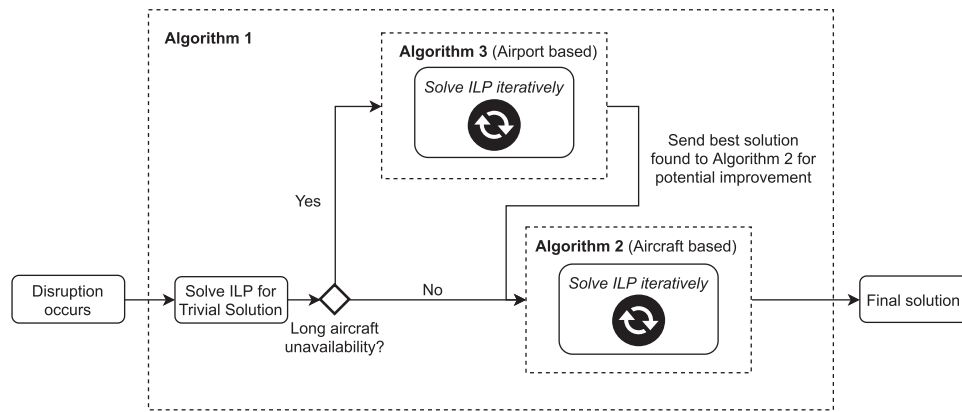 Algorithm 1
Algorithm 3 (Airport based)
Solve ILP iteratively
Send best solution
found to Algorithm 2 for
potential improvement
Yes
Algorithm 2 (Aircraft based)
Solve ILP iteratively
Disruption
occurs
Solve ILP for
Trivial Solution
No
Long aircraft
unavailability?
Final solution